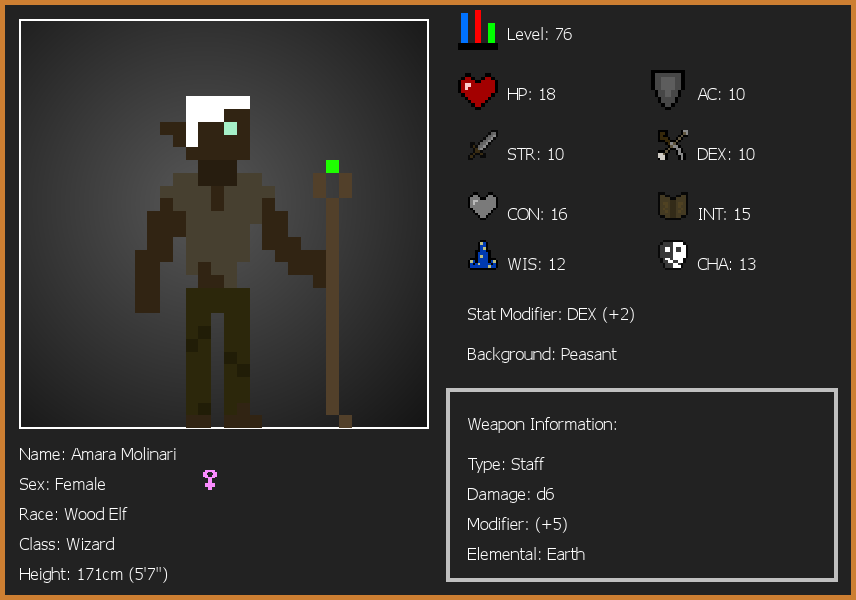 Level: 76
HP: 18
AC: 10
STR: 10
DEX: 10
CON: 16
INT: 15
WIS: 12
CHA: 13
Stat Modifier: DEX (+2)
Background: Peasant
Weapon Information:
Type: Staff
Damage: d6
Modifier: (+5)
Elemental: Earth
Name: Amara Molinari
Sex: Female
Race: Wood Elf
Class: Wizard
Height: 171cm (5'7")